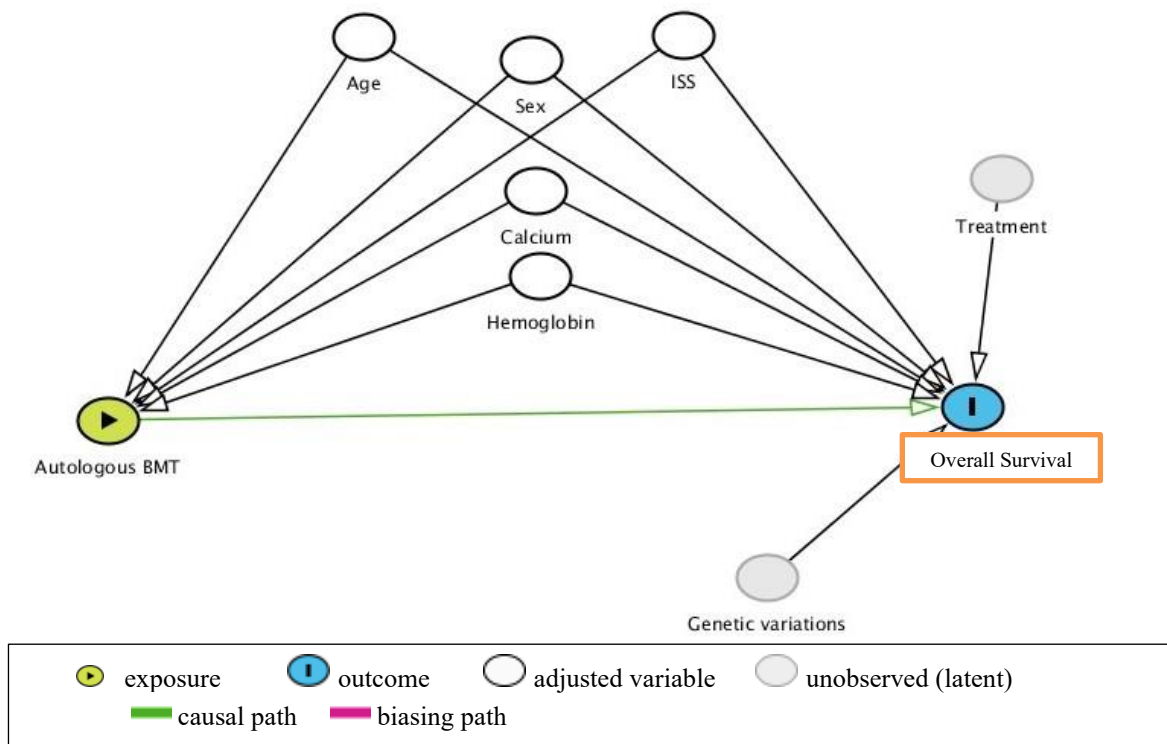 Age
Sex
ISS
Calcium
Treatment
Hemoglobin
Autologous BMT
Overall Survival
Genetic variations
exposure outcome adjusted variable unobserved (latent)
causal path biasing path